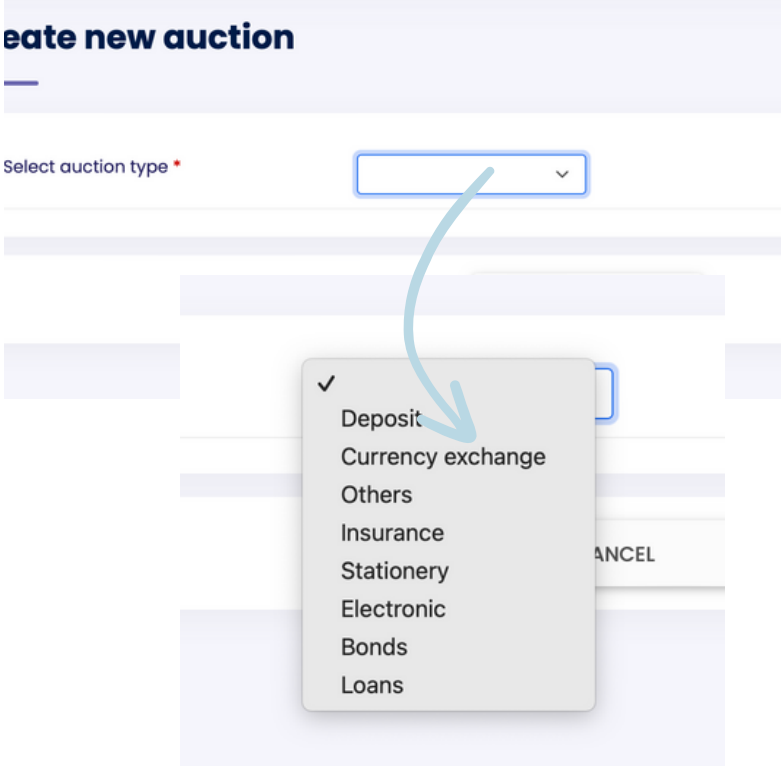 eate new auction
Select auction type *
✓
Deposit
Currency exchange
Others
Insurance
Stationery
Electronic
Bonds
Loans
ANCEL